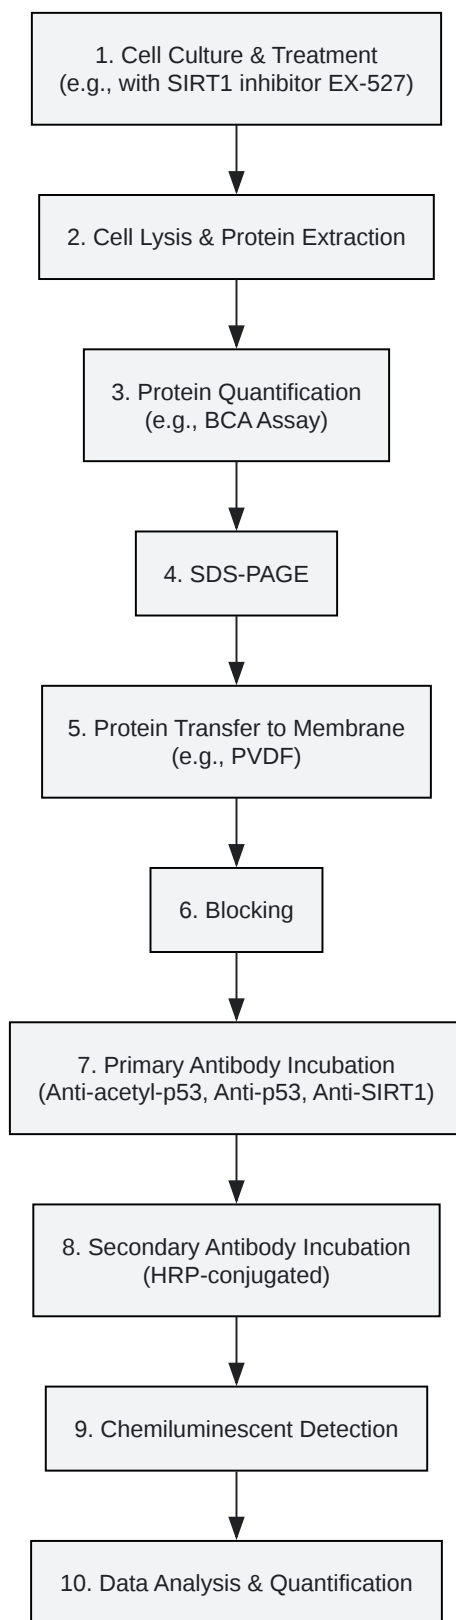 1. Cell Culture & Treatment
(e.g., with SIRT1 inhibitor EX-527)
2. Cell Lysis & Protein Extraction
3. Protein Quantification
(e.g., BCA Assay)
4. SDS-PAGE
5. Protein Transfer to Membrane
(e.g., PVDF)
6. Blocking
7. Primary Antibody Incubation
(Anti-acetyl-p53, Anti-p53, Anti-SIRT1)
8. Secondary Antibody Incubation
(HRP-conjugated)
9. Chemiluminescent Detection
10. Data Analysis & Quantification